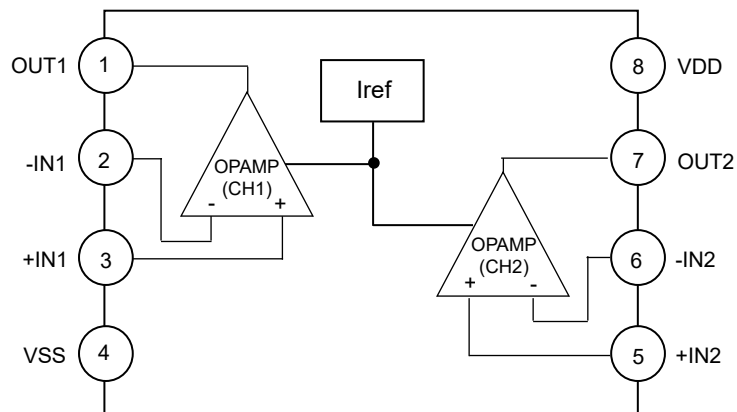 OUT1 1
8 VDD
Iref
-IN1 2
OPAMP
(CH1)
- +
7 OUT2
+IN1 3
OPAMP
(CH2)
+ -
6 -IN2
VSS 4
5 +IN2